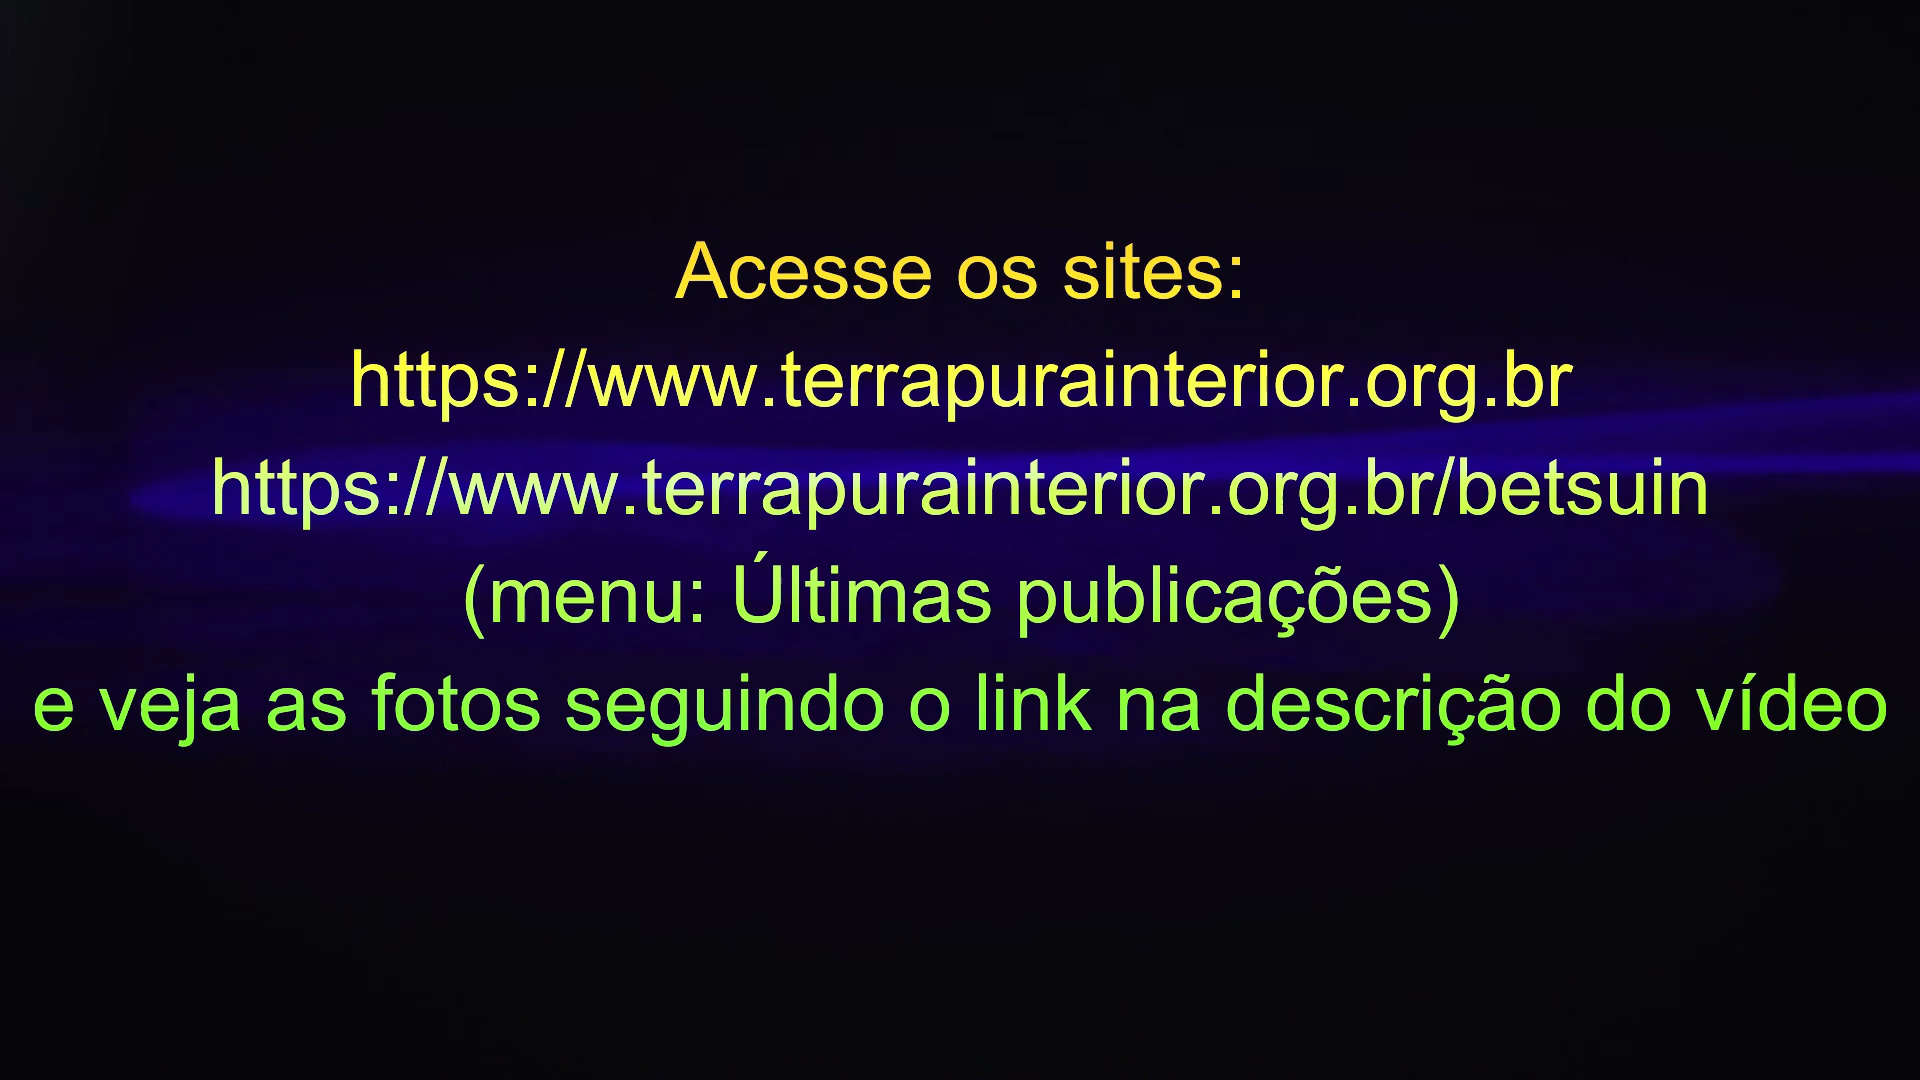 Acesse os sites:
https://www.terrapurainterior.org.br
https://www.terrapurainterior.org.br/betsuin
(menu: Últimas publicações)
e veja as fotos seguindo o link na descrição do vídeo